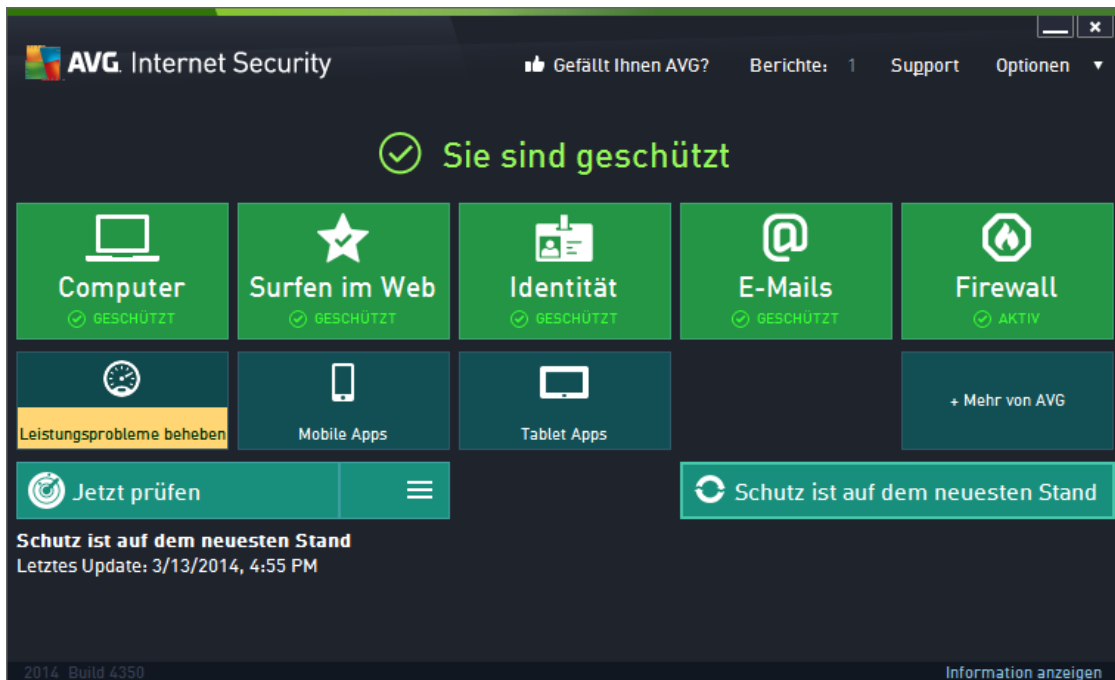 AVG. Internet Security
Gefällt Ihnen AVG?
Berichte: 1
Support
Optionen
Sie sind geschützt
Computer
GESCHÜTZT
Surfen im Web
GESCHÜTZT
Identität
GESCHÜTZT
E-Mails
GESCHÜTZT
Firewall
AKTIV
Leistungsprobleme beheben
Mobile Apps
Tablet Apps
+ Mehr von AVG
Jetzt prüfen
Schutz ist auf dem neuesten Stand
Schutz ist auf dem neuesten Stand
Letztes Update: 3/13/2014, 4:55 PM
2014 Build 4350
Information anzeigen